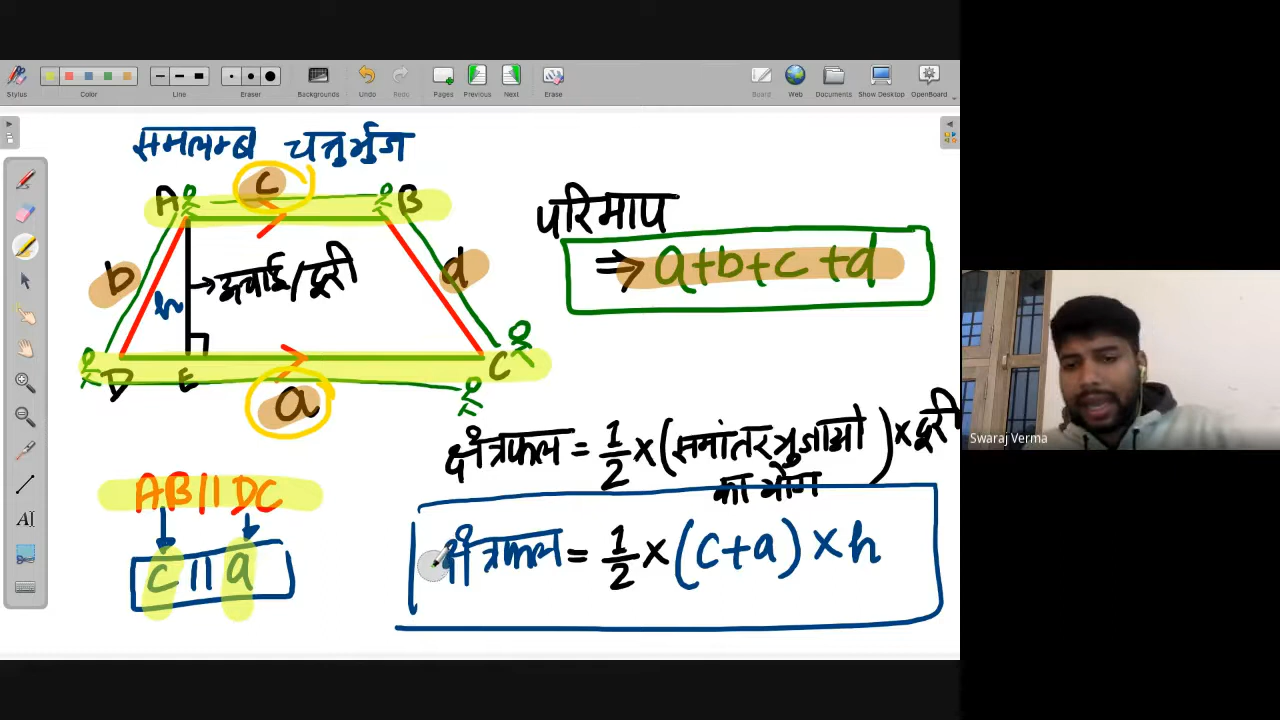 Stylus Color Line Eraser Backgrounds Undo Redo Pages Previous Next Erase Board Web Documents Show Desktop OpenBoard
समलम्ब चतुर्भुज
A c B
b h → ऊंचाई/दूरी d
D E a C
परिमाप
⇒ a+b+c+d
क्षेत्रफल = 1/2 × (समांतर भुजाओं का योग) × दूरी
AB || DC
c || a
क्षेत्रफल = 1/2 × (c+a) × h
Swaraj Verma